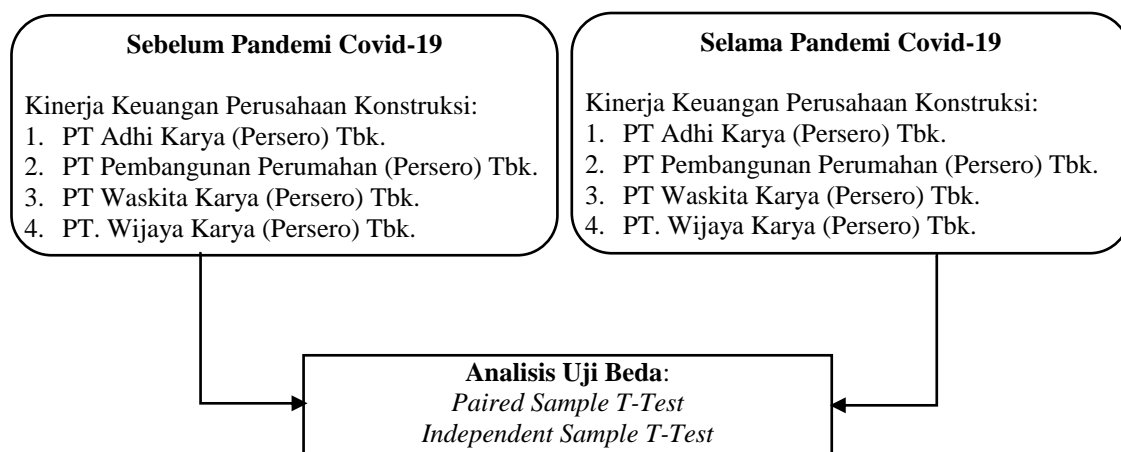 Sebelum Pandemi Covid-19
Kinerja Keuangan Perusahaan Konstruksi:
1. PT Adhi Karya (Persero) Tbk.
2. PT Pembangunan Perumahan (Persero) Tbk.
3. PT Waskita Karya (Persero) Tbk.
4. PT. Wijaya Karya (Persero) Tbk.
Selama Pandemi Covid-19
Kinerja Keuangan Perusahaan Konstruksi:
1. PT Adhi Karya (Persero) Tbk.
2. PT Pembangunan Perumahan (Persero) Tbk.
3. PT Waskita Karya (Persero) Tbk.
4. PT. Wijaya Karya (Persero) Tbk.
Analisis Uji Beda:
Paired Sample T-Test
Independent Sample T-Test